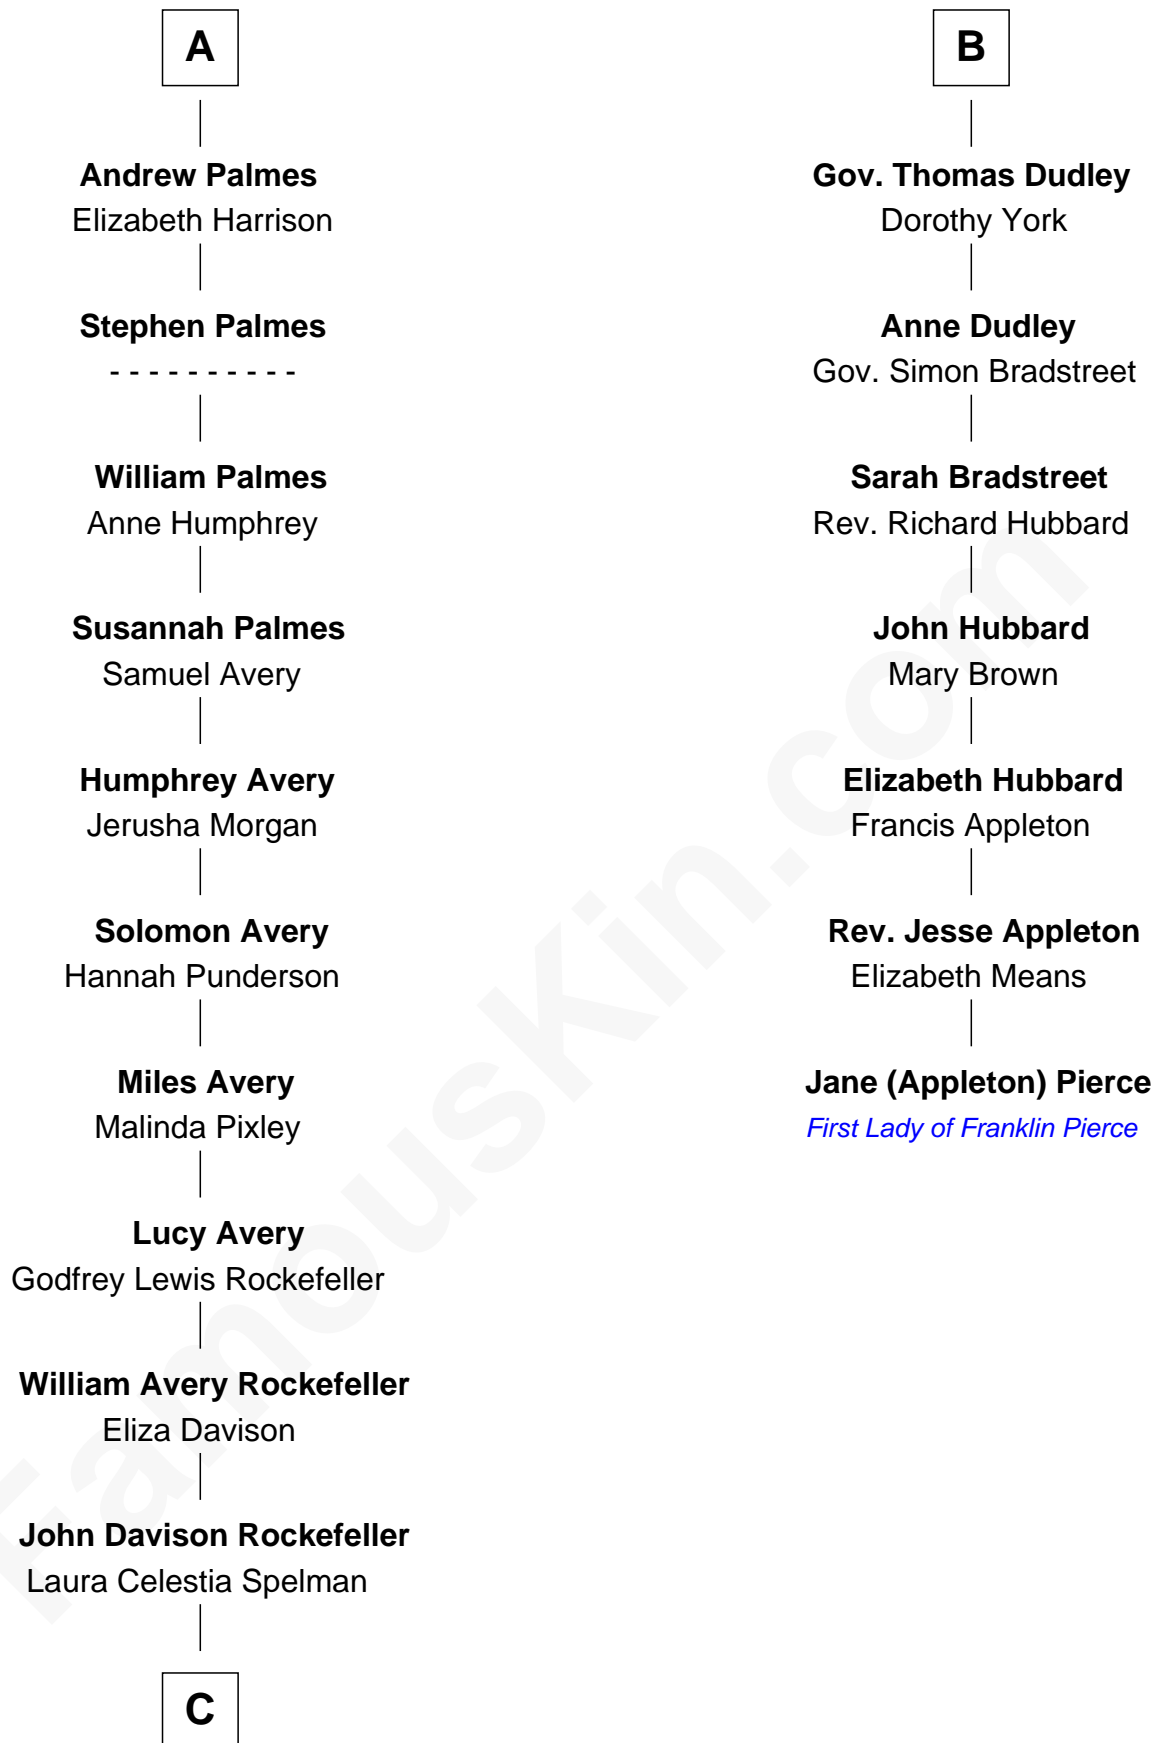 A
Andrew Palmes
Elizabeth Harrison
Stephen Palmes
- - - - - - - - - -
William Palmes
Anne Humphrey
Susannah Palmes
Samuel Avery
Humphrey Avery
Jerusha Morgan
Solomon Avery
Hannah Punderson
Miles Avery
Malinda Pixley
Lucy Avery
Godfrey Lewis Rockefeller
William Avery Rockefeller
Eliza Davison
John Davison Rockefeller
Laura Celestia Spelman
C
B
Gov. Thomas Dudley
Dorothy York
Anne Dudley
Gov. Simon Bradstreet
Sarah Bradstreet
Rev. Richard Hubbard
John Hubbard
Mary Brown
Elizabeth Hubbard
Francis Appleton
Rev. Jesse Appleton
Elizabeth Means
Jane (Appleton) Pierce
First Lady of Franklin Pierce
FamousKin.com